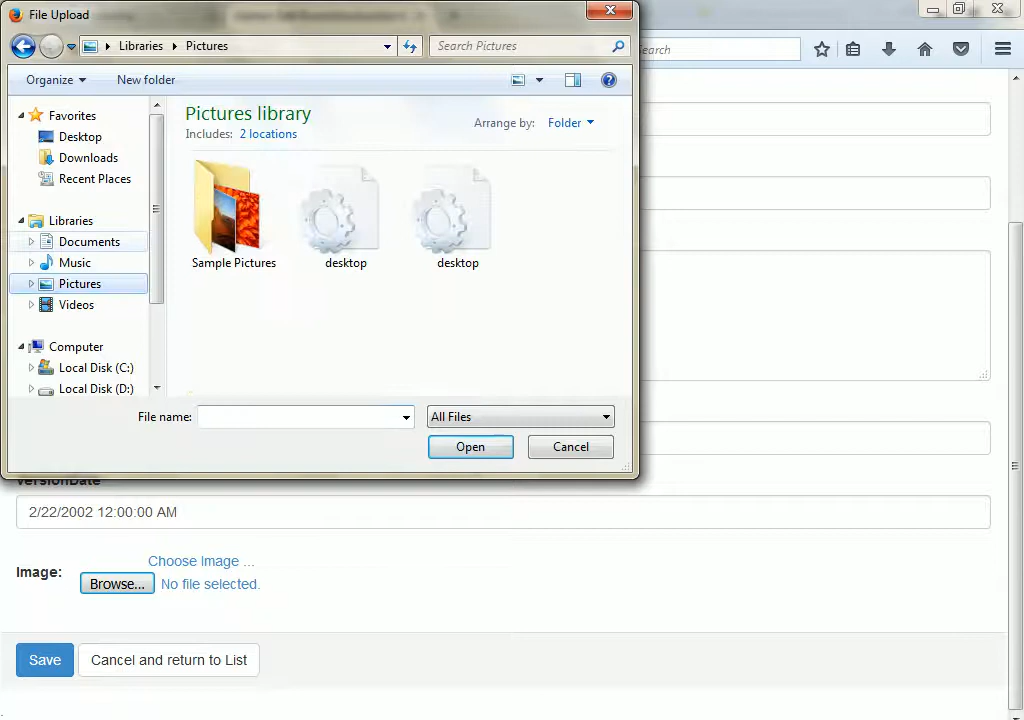 File Upload
Libraries
Pictures
Search Pictures
Organize
New folder
Favorites
Desktop
Downloads
Recent Places
Libraries
Documents
Music
Pictures
Videos
Computer
Local Disk (C:)
Local Disk (D:)
Pictures library
Includes: 2 locations
Arrange by: Folder
Sample Pictures
desktop
desktop
File name:
All Files
Open
Cancel
VersionDate
2/22/2002 12:00:00 AM
Image:
Choose Image ...
Browse...
No file selected.
Save
Cancel and return to List